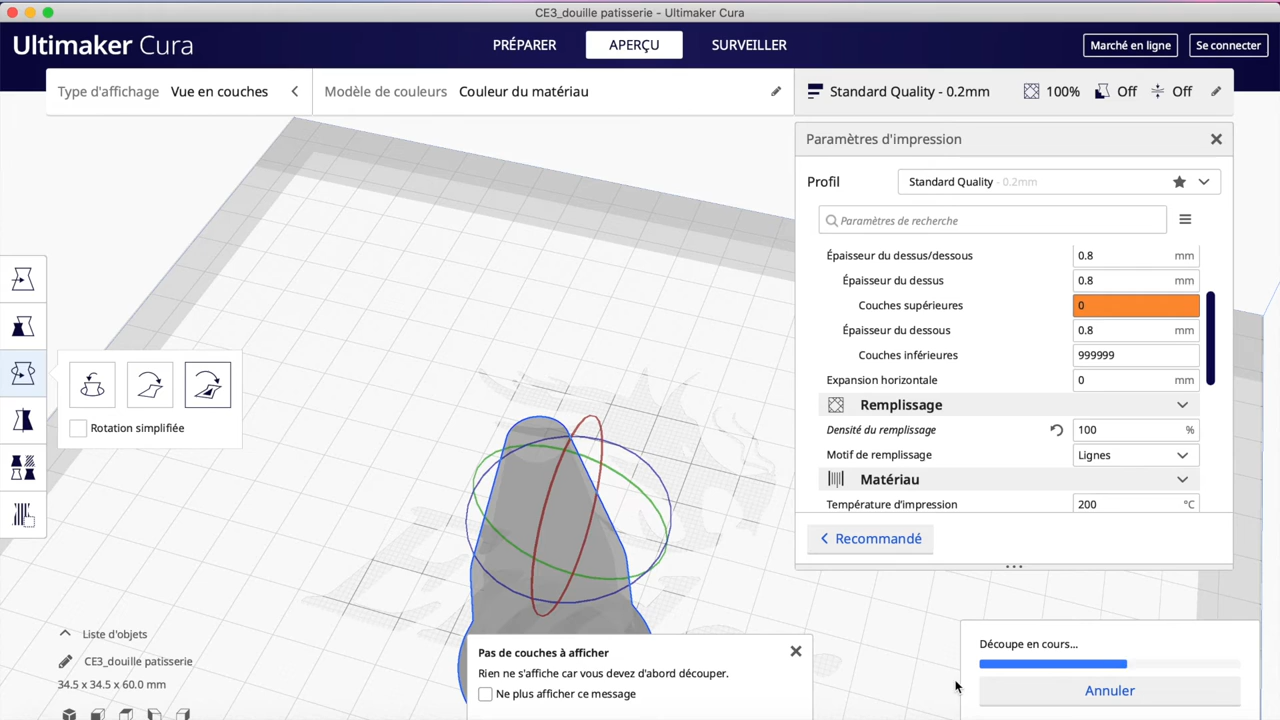 CE3_douille patisserie - Ultimaker Cura
Ultimaker Cura
PRÉPARER
APERÇU
SURVEILLER
Marché en ligne
Se connecter
Type d'affichage Vue en couches
Modèle de couleurs Couleur du matériau
Standard Quality - 0.2mm
100%
Off
Off
Paramètres d'impression
Profil
Standard Quality - 0.2mm
Paramètres de recherche
Épaisseur du dessus/dessous 0.8 mm
Épaisseur du dessus 0.8 mm
Couches supérieures 0
Épaisseur du dessous 0.8 mm
Couches inférieures 999999
Expansion horizontale 0 mm
Remplissage
Densité du remplissage 100 %
Motif de remplissage Lignes
Matériau
Température d'impression 200 °C
Recommandé
Rotation simplifiée
Liste d'objets
CE3_douille patisserie
34.5 x 34.5 x 60.0 mm
Pas de couches à afficher
Rien ne s'affiche car vous devez d'abord découper.
Ne plus afficher ce message
Découpe en cours...
Annuler